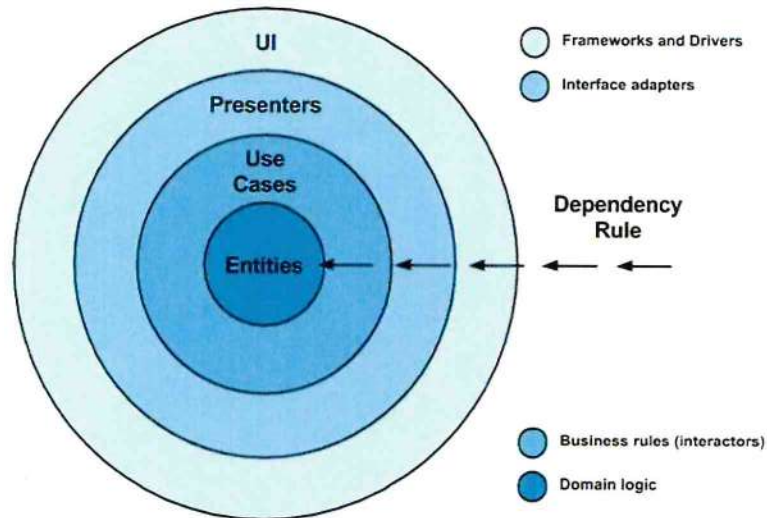 UI
Presenters
Use
Cases
Entities
Frameworks and Drivers
Interface adapters
Dependency
Rule
Business rules (interactors)
Domain logic